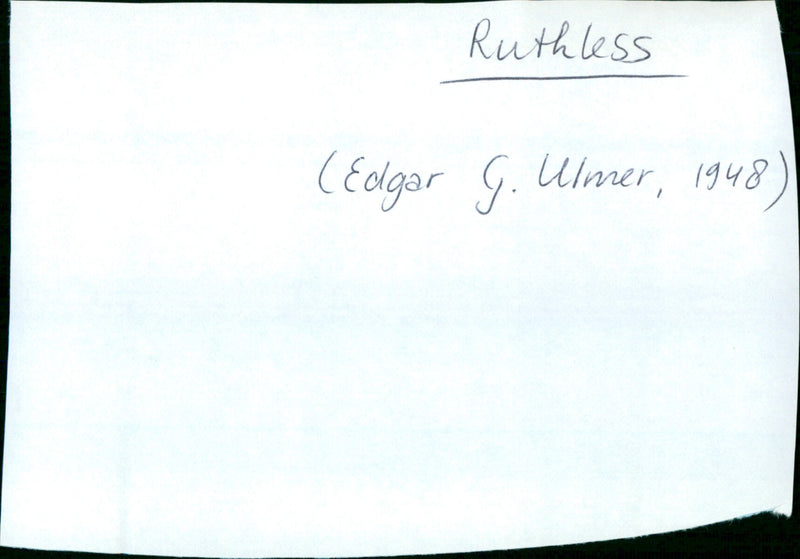 Ruthless
(Edgar G. Ulmer, 1948)